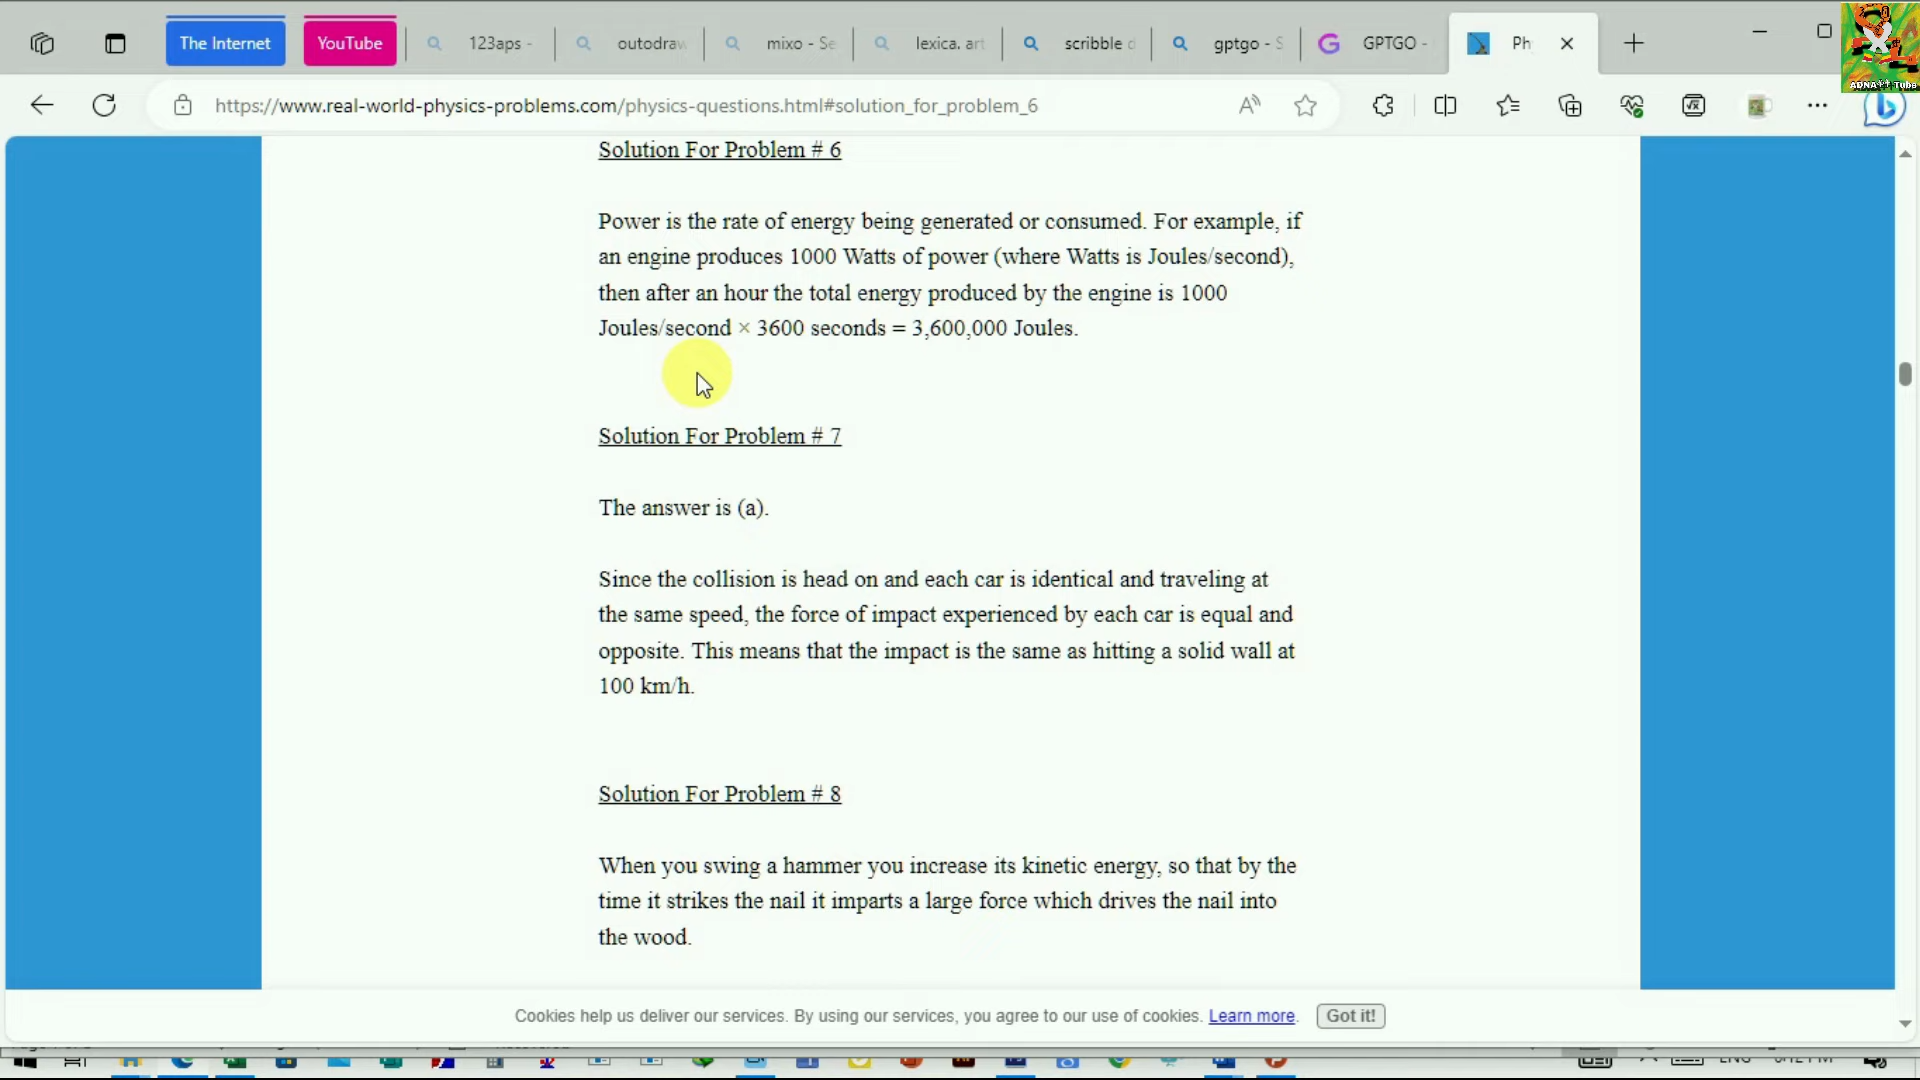 The Internet
YouTube
123aps -
outodraw
mixo - Se
lexica. art
scribble d
gptgo - S
GPTGO -
Ph
ADNA** Tube
https://www.real-world-physics-problems.com/physics-questions.html#solution_for_problem_6
Solution For Problem # 6
Power is the rate of energy being generated or consumed. For example, if
an engine produces 1000 Watts of power (where Watts is Joules/second),
then after an hour the total energy produced by the engine is 1000
Joules/second × 3600 seconds = 3,600,000 Joules.
Solution For Problem # 7
The answer is (a).
Since the collision is head on and each car is identical and traveling at
the same speed, the force of impact experienced by each car is equal and
opposite. This means that the impact is the same as hitting a solid wall at
100 km/h.
Solution For Problem # 8
When you swing a hammer you increase its kinetic energy, so that by the
time it strikes the nail it imparts a large force which drives the nail into
the wood.
Cookies help us deliver our services. By using our services, you agree to our use of cookies. Learn more. Got it!
ENG